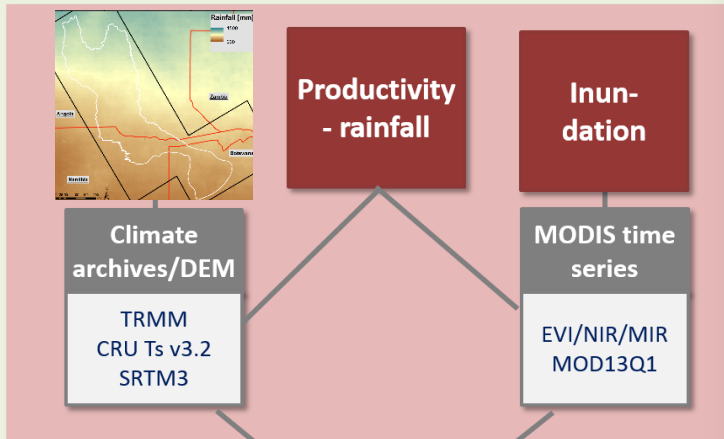 Rainfall [mm]
1500
Zambia
Angola
Botswana
Namibia
Productivity
- rainfall
Inun-
dation
Climate
archives/DEM
TRMM
CRU Ts v3.2
SRTM3
MODIS time
series
EVI/NIR/MIR
MOD13Q1